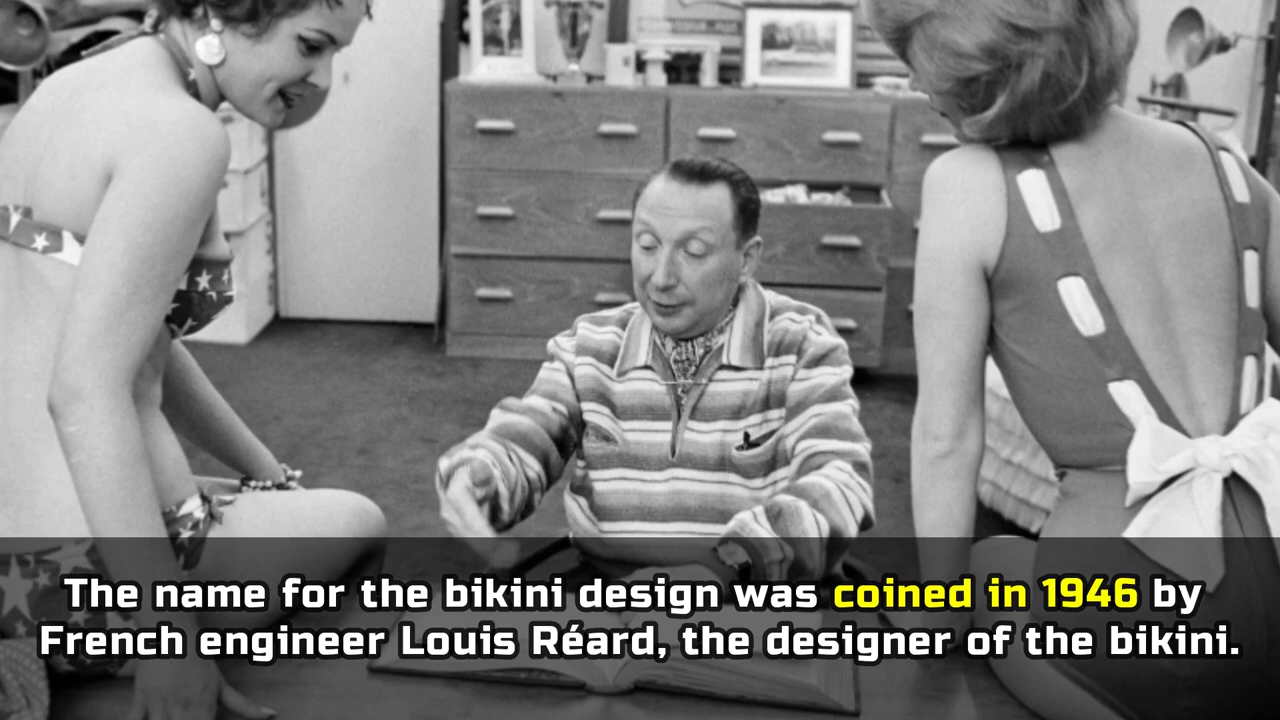 The name for the bikini design was coined in 1946 by
French engineer Louis Réard, the designer of the bikini.